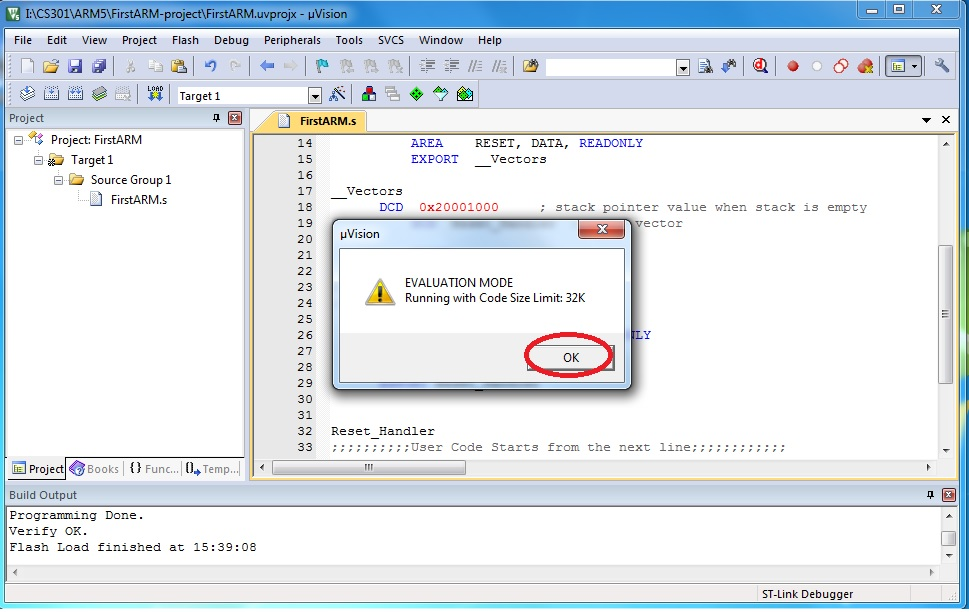 I:\CS301\ARM5\FirstARM-project\FirstARM.uvprojx - µVision
File Edit View Project Flash Debug Peripherals Tools SVCS Window Help
LOAD
Target 1
Project
FirstARM.s
Project: FirstARM
Target 1
Source Group 1
FirstARM.s
14 AREA RESET, DATA, READONLY
15 EXPORT __Vectors
16
17 __Vectors
18 DCD 0x20001000 ; stack pointer value when stack is empty
19 vector
20
21
22
23
24
25
26 NLY
27
28
29
30
31
32 Reset_Handler
33 ;;;;;;;;;;User Code Starts from the next line;;;;;;;;;;;;
µVision
EVALUATION MODE
Running with Code Size Limit: 32K
OK
Project Books {} Func... Temp...
Build Output
Programming Done.
Verify OK.
Flash Load finished at 15:39:08
ST-Link Debugger